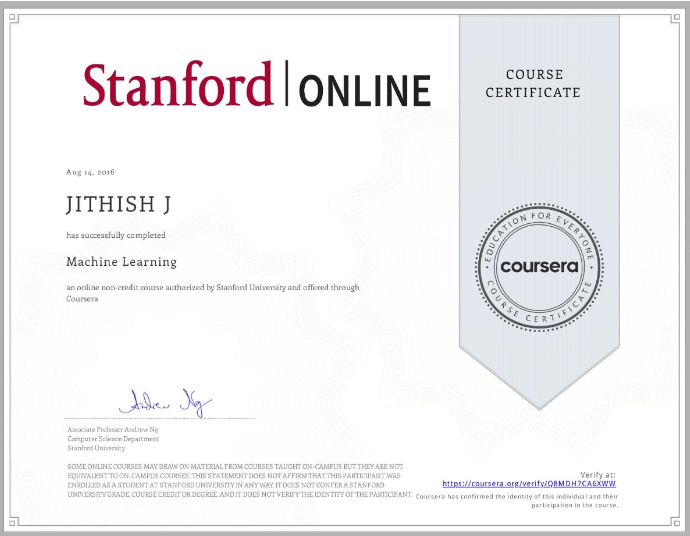 Stanford | ONLINE
COURSE
CERTIFICATE
Aug 14, 2016
JITHISH J
has successfully completed
Machine Learning
an online non-credit course authorized by Stanford University and offered through
Coursera
EDUCATION FOR EVERYONE
coursera
COURSE CERTIFICATE
Andrew Ng
Associate Professor Andrew Ng
Computer Science Department
Stanford University
SOME ONLINE COURSES MAY DRAW ON MATERIAL FROM COURSES TAUGHT ON-CAMPUS BUT THEY ARE NOT
EQUIVALENT TO ON-CAMPUS COURSES. THIS STATEMENT DOES NOT AFFIRM THAT THIS PARTICIPANT WAS
ENROLLED AS A STUDENT AT STANFORD UNIVERSITY IN ANY WAY. IT DOES NOT CONFER A STANFORD
UNIVERSITY GRADE, COURSE CREDIT OR DEGREE, AND IT DOES NOT VERIFY THE IDENTITY OF THE PARTICIPANT.
Verify at:
https://coursera.org/verify/Q8MDH7CA6XWW
Coursera has confirmed the identity of this individual and their
participation in the course.